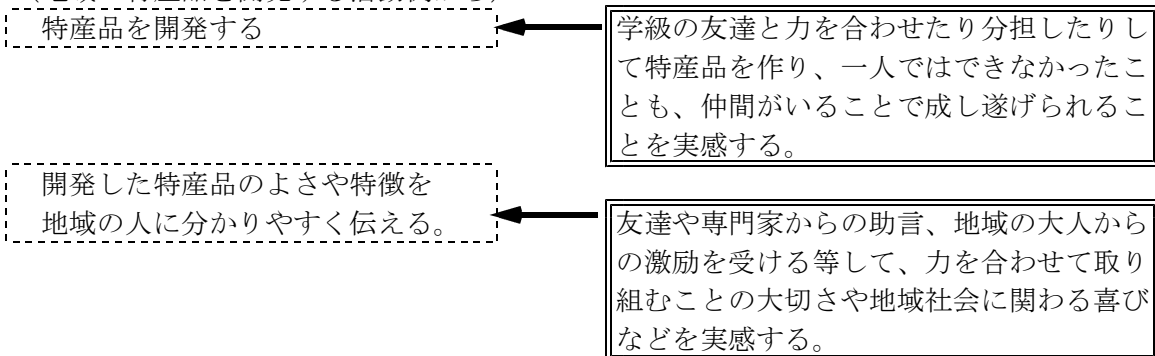 特産品を開発する
学級の友達と力を合わせたり分担したりし
て特産品を作り、一人ではできなかったこ
とも、仲間がいることで成し遂げられるこ
とを実感する。
開発した特産品のよさや特徴を
地域の人に分かりやすく伝える。
友達や専門家からの助言、地域の大人から
の激励を受ける等して、力を合わせて取り
組むことの大切さや地域社会に関わる喜び
などを実感する。